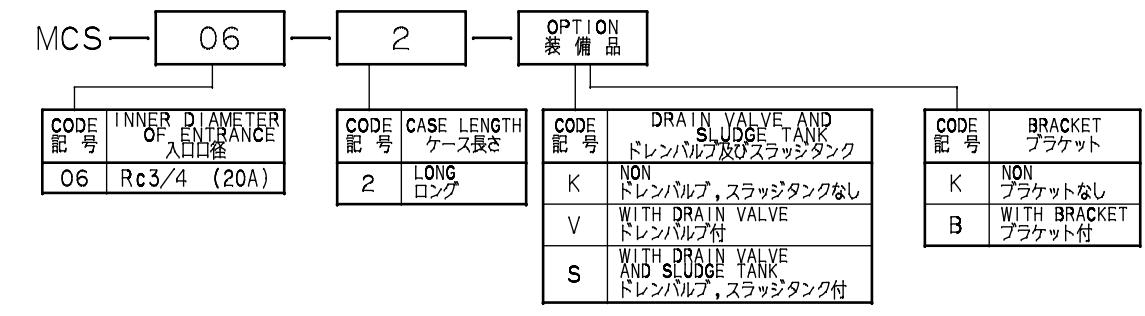 MCS — 06 — 2 — OPTION
装 備 品
CODE
記 号
INNER DIAMETER
OF ENTRANCE
入口口径
06 Rc3/4 (20A)
CODE
記 号
CASE LENGTH
ケース長さ
2
LONG
ロング
CODE
記 号
DRAIN VALVE AND
SLUDGE TANK
ドレンバルブ及びスラッジタンク
K
NON
ドレンバルブ,スラッジタンクなし
V
WITH DRAIN VALVE
ドレンバルブ付
S
WITH DRAIN VALVE
AND SLUDGE TANK
ドレンバルブ,スラッジタンク付
CODE
記 号
BRACKET
ブラケット
K
NON
ブラケットなし
B
WITH BRACKET
ブラケット付